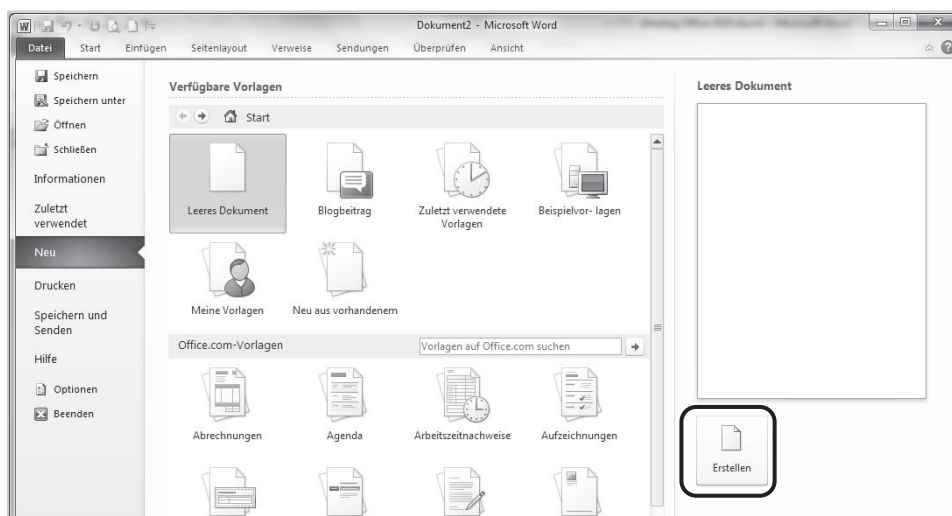 W
Dokument2 - Microsoft Word
Datei Start Einfügen Seitenlayout Verweise Sendungen Überprüfen Ansicht
Speichern
Speichern unter
Öffnen
Schließen
Informationen
Zuletzt
verwendet
Neu
Drucken
Speichern und
Senden
Hilfe
Optionen
Beenden
Verfügbare Vorlagen
Start
Leeres Dokument
Blogbeitrag
Zuletzt verwendete
Vorlagen
Beispielvor- lagen
Meine Vorlagen
Neu aus vorhandenem
Office.com-Vorlagen
Vorlagen auf Office.com suchen
Abrechnungen
Agenda
Arbeitszeitnachweise
Aufzeichnungen
Leeres Dokument
Erstellen